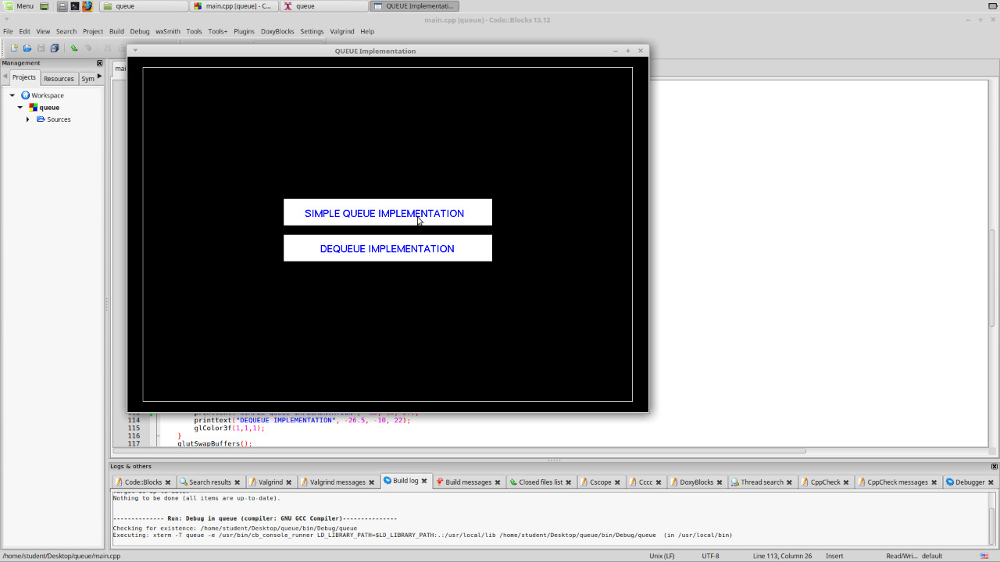 Menu queue main.cpp [queue] - C... queue QUEUE Implementati...
main.cpp [queue] - Code::Blocks 13.12
File Edit View Search Project Build Debug wxSmith Tools Tools+ Plugins DoxyBlocks Settings Valgrind Help
QUEUE Implementation
Management
mai
Projects Resources Sym
Workspace
queue
Sources
SIMPLE QUEUE IMPLEMENTATION
DEQUEUE IMPLEMENTATION
114 printtext("DEQUEUE IMPLEMENTATION", -26.5, -10, 22);
115 glColor3f(1,1,1);
116 }
117 glutSwapBuffers();
Logs & others
Code::Blocks Search results Valgrind Valgrind messages Build log Build messages Closed files list Cscope Cccc DoxyBlocks Thread search CppCheck CppCheck messages Debugger
Nothing to be done (all items are up-to-date).
-------------- Run: Debug in queue (compiler: GNU GCC Compiler)---------------
Checking for existence: /home/student/Desktop/queue/bin/Debug/queue
Executing: xterm -T queue -e /usr/bin/cb_console_runner LD_LIBRARY_PATH=$LD_LIBRARY_PATH:.:/usr/local/lib /home/student/Desktop/queue/bin/Debug/queue (in /usr/local/bin)
/home/student/Desktop/queue/main.cpp Unix (LF) UTF-8 Line 113, Column 26 Insert Read/Wri... default